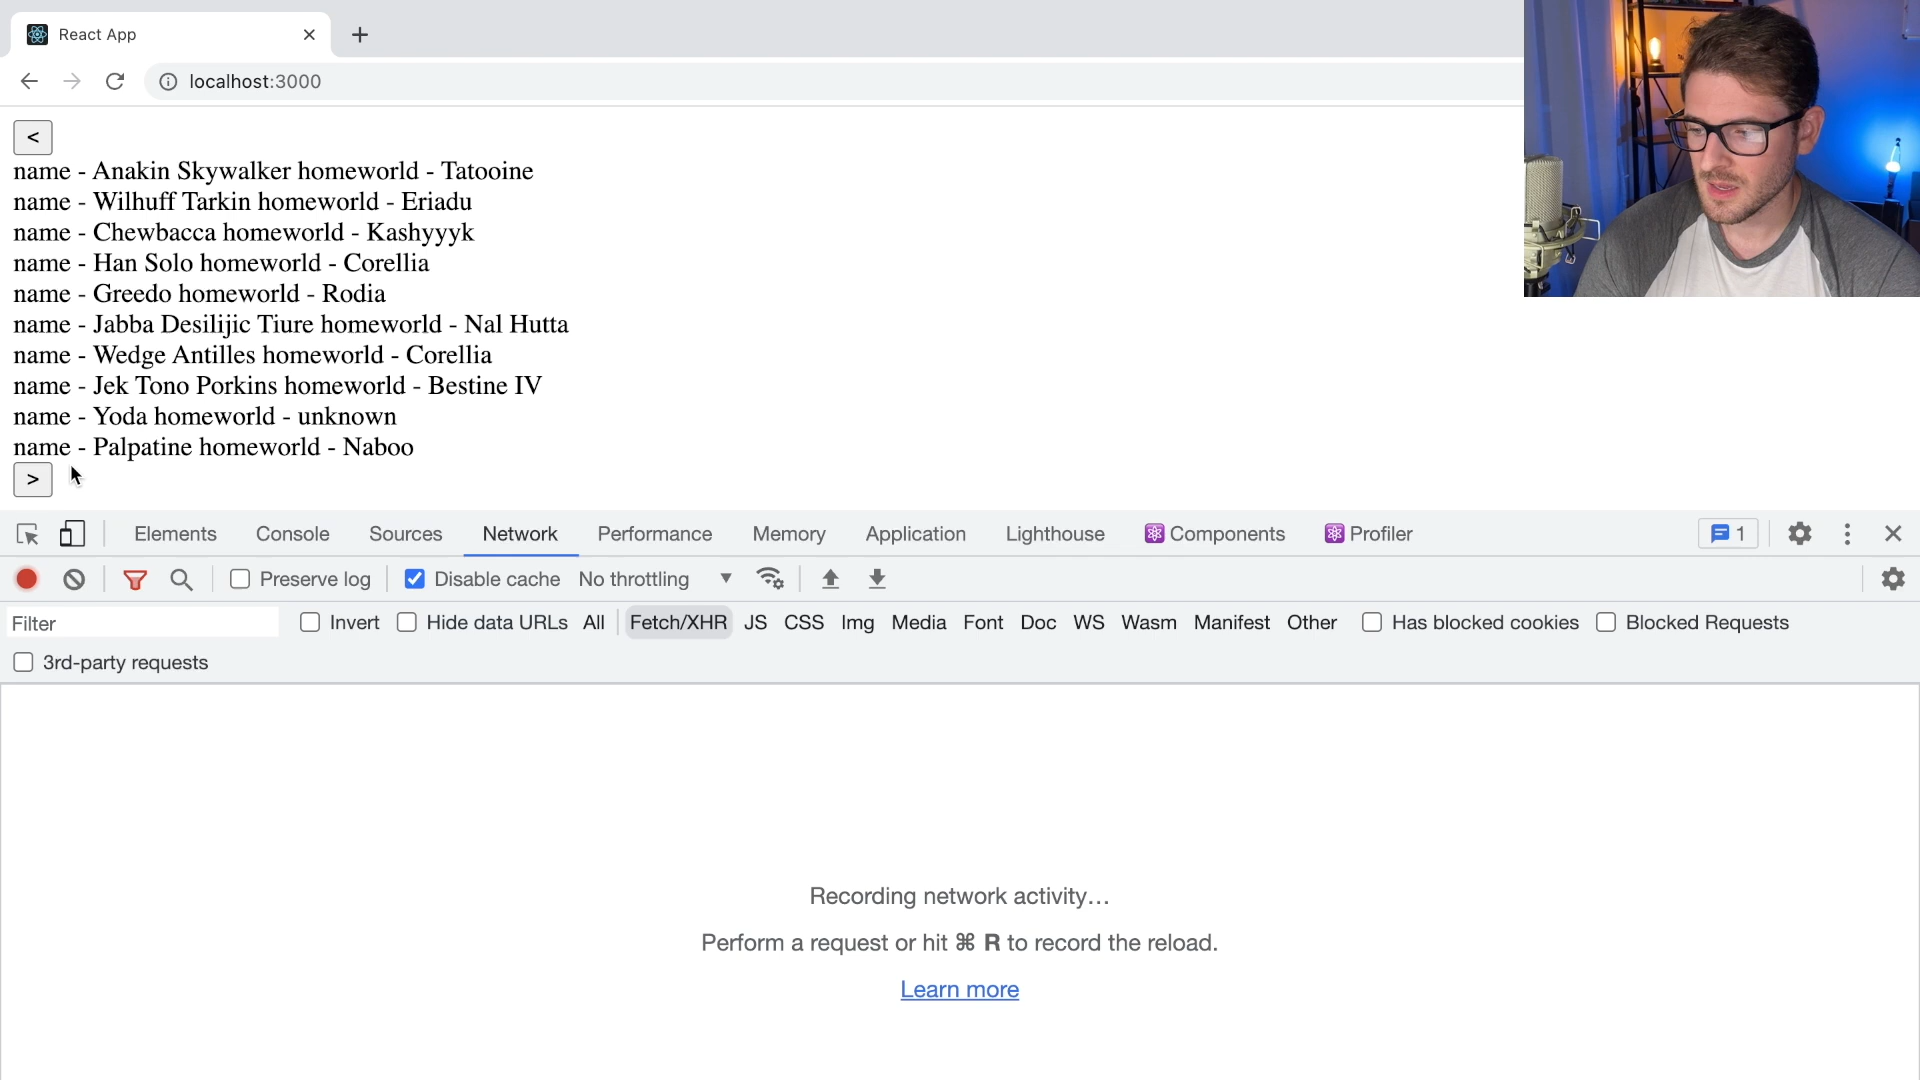 React App
localhost:3000
<
name - Anakin Skywalker homeworld - Tatooine
name - Wilhuff Tarkin homeworld - Eriadu
name - Chewbacca homeworld - Kashyyyk
name - Han Solo homeworld - Corellia
name - Greedo homeworld - Rodia
name - Jabba Desilijic Tiure homeworld - Nal Hutta
name - Wedge Antilles homeworld - Corellia
name - Jek Tono Porkins homeworld - Bestine IV
name - Yoda homeworld - unknown
name - Palpatine homeworld - Naboo
>
Elements Console Sources Network Performance Memory Application Lighthouse Components Profiler 1
Preserve log Disable cache No throttling
Filter Invert Hide data URLs All Fetch/XHR JS CSS Img Media Font Doc WS Wasm Manifest Other Has blocked cookies Blocked Requests
3rd-party requests
Recording network activity…
Perform a request or hit ⌘ R to record the reload.
Learn more